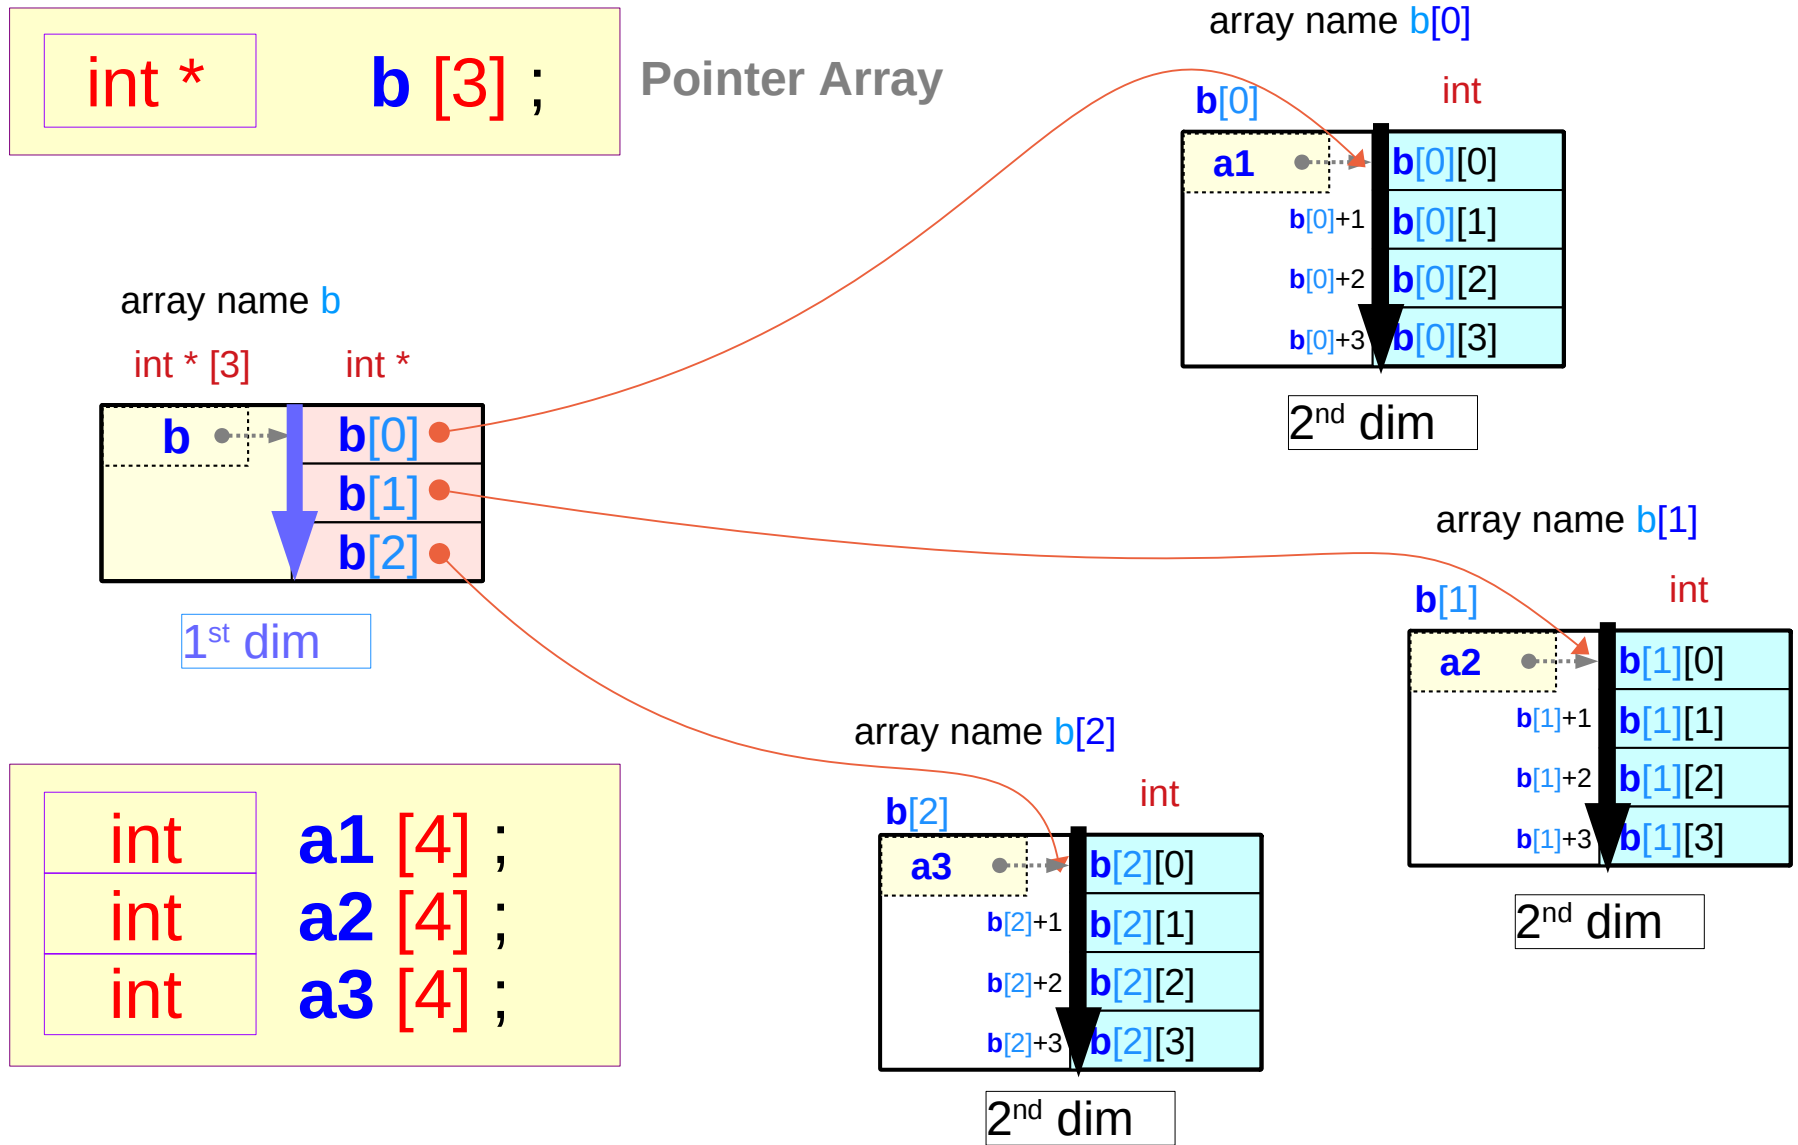 int * b [3] ;
Pointer Array
array name b[0]
b[0]
int
a1
b[0][0]
b[0]+1
b[0][1]
b[0]+2
b[0][2]
b[0]+3
b[0][3]
2nd dim
array name b
int * [3]
int *
b
b[0]
b[1]
b[2]
1st dim
array name b[1]
b[1]
int
a2
b[1][0]
b[1]+1
b[1][1]
b[1]+2
b[1][2]
b[1]+3
b[1][3]
2nd dim
array name b[2]
b[2]
int
a3
b[2][0]
b[2]+1
b[2][1]
b[2]+2
b[2][2]
b[2]+3
b[2][3]
2nd dim
int a1 [4] ;
int a2 [4] ;
int a3 [4] ;